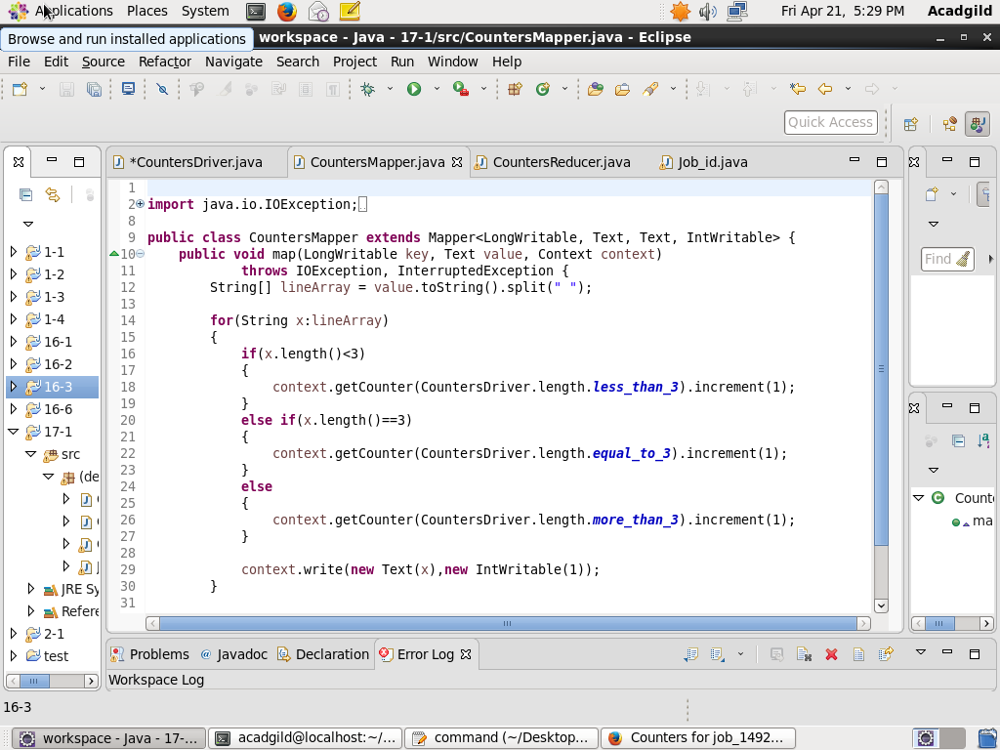 Applications Places System Fri Apr 21, 5:29 PM Acadgild
Browse and run installed applications
workspace - Java - 17-1/src/CountersMapper.java - Eclipse
File Edit Source Refactor Navigate Search Project Run Window Help
Quick Access
*CountersDriver.java CountersMapper.java CountersReducer.java Job_id.java
1-1
1-2
1-3
1-4
16-1
16-2
16-3
16-6
17-1
src
(de
JRE Sy
Refere
2-1
test
1
2 import java.io.IOException;
8
9 public class CountersMapper extends Mapper<LongWritable, Text, Text, IntWritable> {
10 public void map(LongWritable key, Text value, Context context)
11 throws IOException, InterruptedException {
12 String[] lineArray = value.toString().split(" ");
13
14 for(String x:lineArray)
15 {
16 if(x.length()<3)
17 {
18 context.getCounter(CountersDriver.length.less_than_3).increment(1);
19 }
20 else if(x.length()==3)
21 {
22 context.getCounter(CountersDriver.length.equal_to_3).increment(1);
23 }
24 else
25 {
26 context.getCounter(CountersDriver.length.more_than_3).increment(1);
27 }
28
29 context.write(new Text(x),new IntWritable(1));
30 }
31
Find
Counte
ma
Problems @ Javadoc Declaration Error Log
Workspace Log
16-3
workspace - Java - 17-... acadgild@localhost:~/... command (~/Desktop... Counters for job_1492...